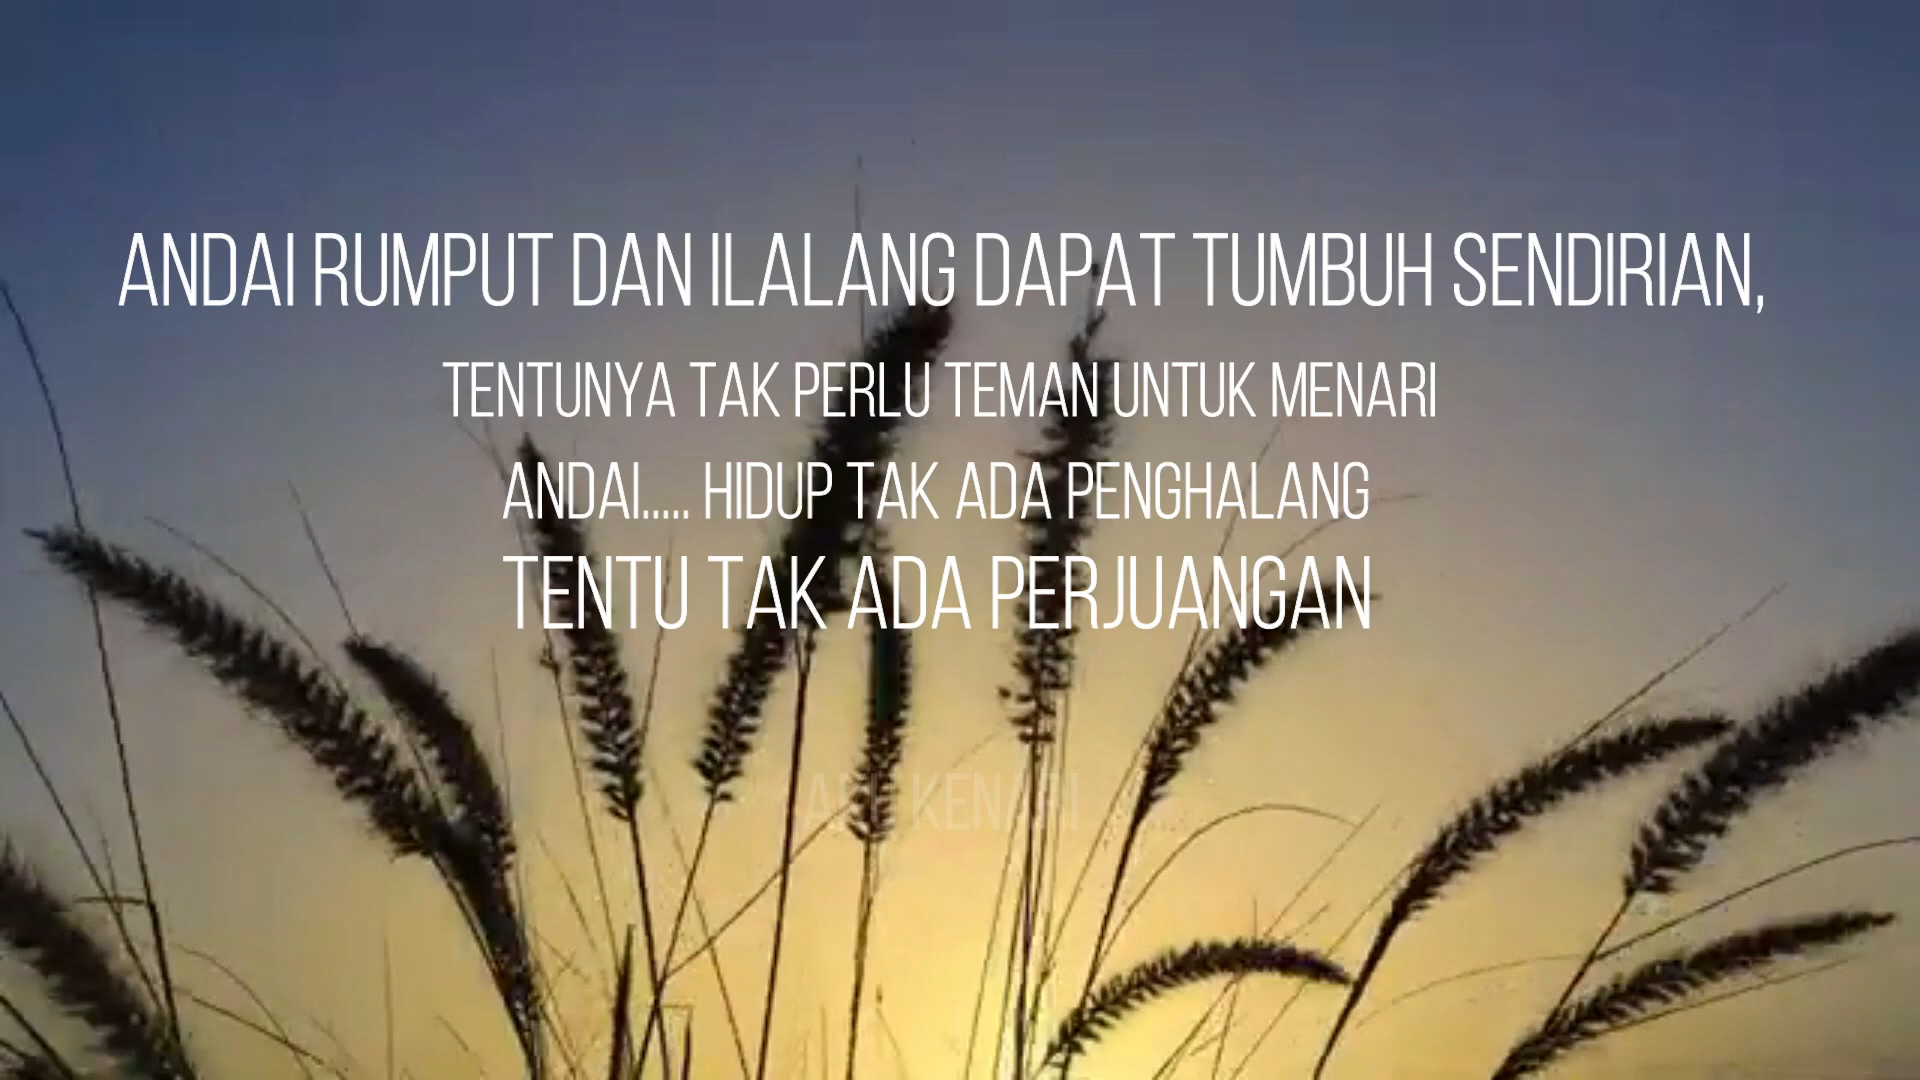 ANDAI RUMPUT DAN ILALANG DAPAT TUMBUH SENDIRIAN,
TENTUNYA TAK PERLU TEMAN UNTUK MENARI
ANDAI..... HIDUP TAK ADA PENGHALANG
TENTU TAK ADA PERJUANGAN
KENARI